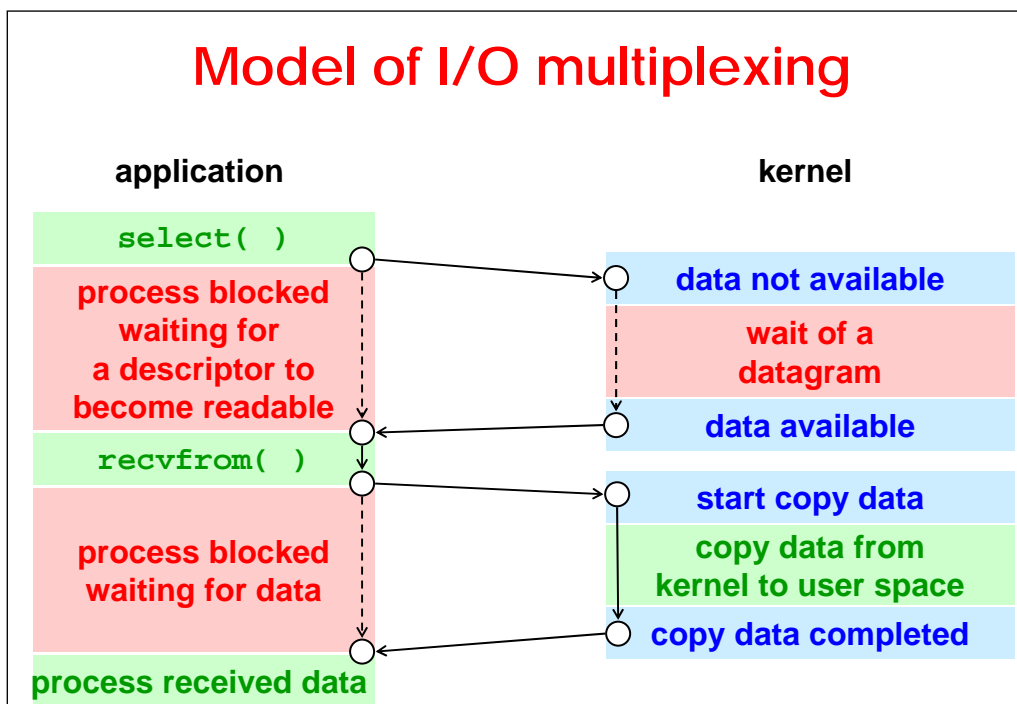 Model of I/O multiplexing
application
kernel
select( )
process blocked
waiting for
a descriptor to
become readable
recvfrom( )
process blocked
waiting for data
process received data
data not available
wait of a
datagram
data available
start copy data
copy data from
kernel to user space
copy data completed